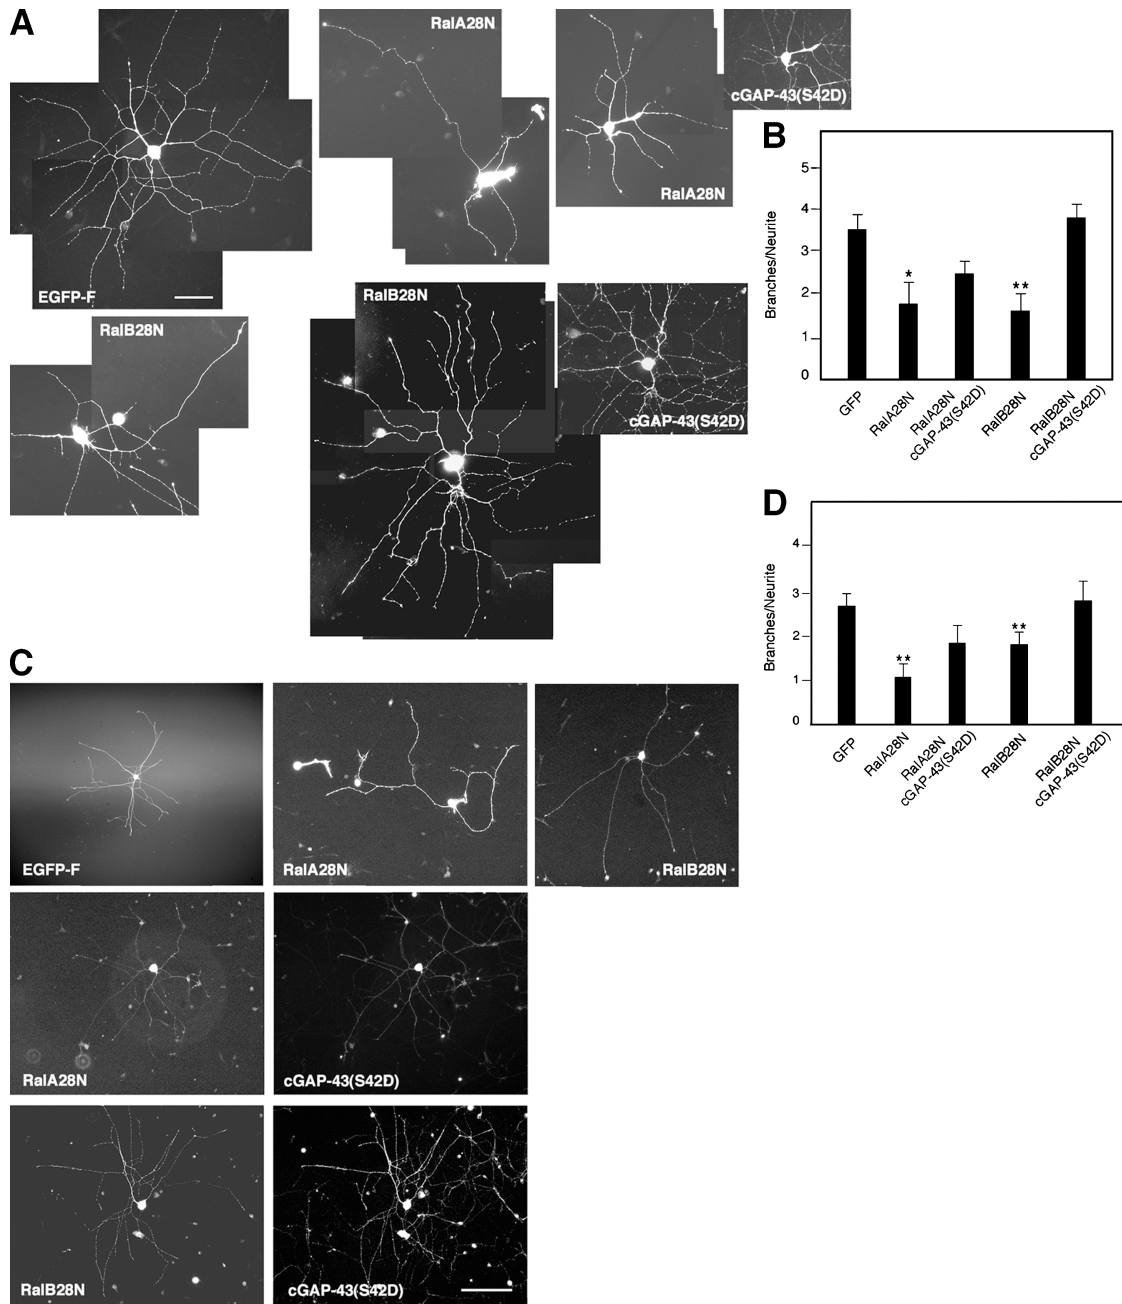 A
RalA28N
cGAP-43(S42D)
RalA28N
EGFP-F
RalB28N
RalB28N
cGAP-43(S42D)
B
Branches/Neurite
5
4
3
2
1
0
*
**
GFP
RalA28N
RalA28N
cGAP-43(S42D)
RalB28N
RalB28N
cGAP-43(S42D)
D
Branches/Neurite
4
3
2
1
0
**
**
GFP
RalA28N
RalA28N
cGAP-43(S42D)
RalB28N
RalB28N
cGAP-43(S42D)
C
EGFP-F
RalA28N
RalB28N
RalA28N
cGAP-43(S42D)
RalB28N
cGAP-43(S42D)